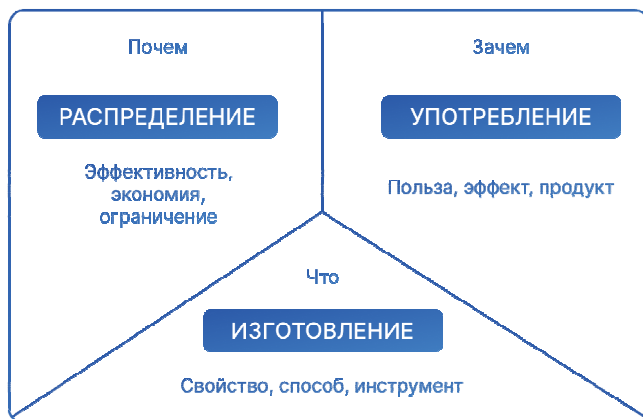 Почем
РАСПРЕДЕЛЕНИЕ
Эффективность,
экономия,
ограничение
Зачем
УПОТРЕБЛЕНИЕ
Польза, эффект, продукт
Что
ИЗГОТОВЛЕНИЕ
Свойство, способ, инструмент